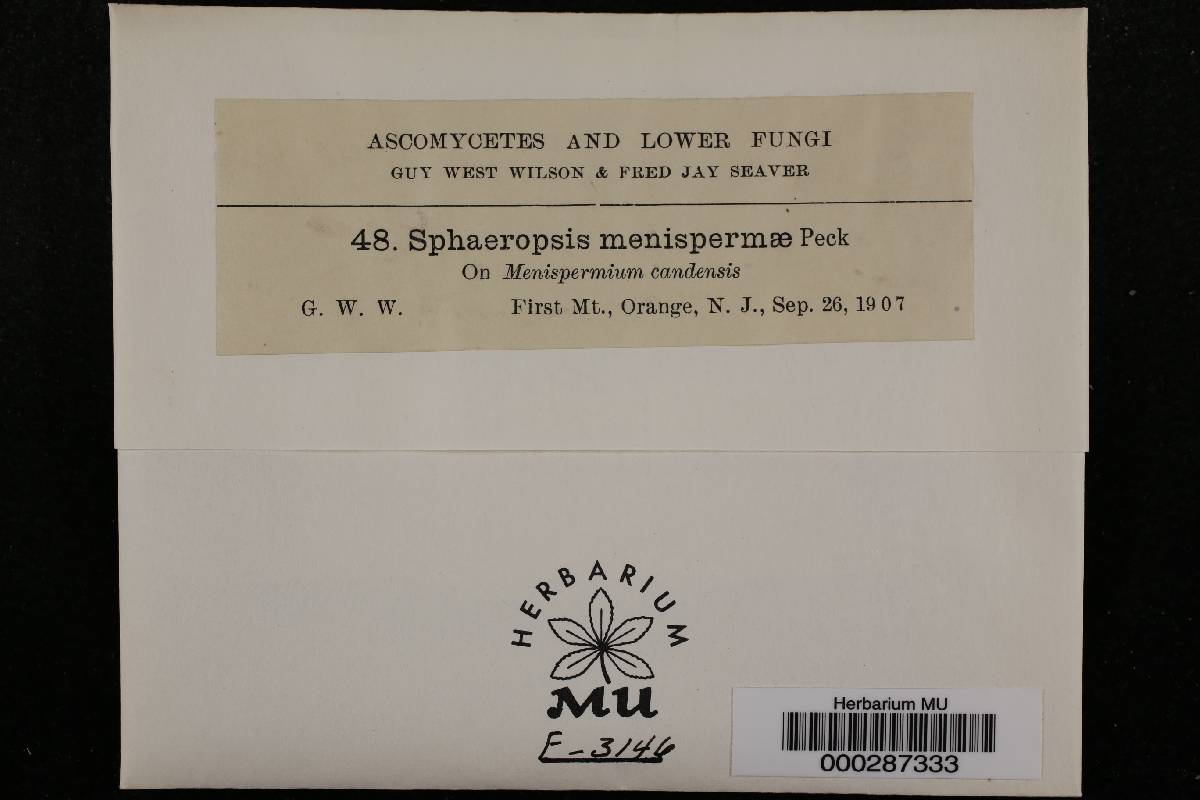 ASCOMYCETES AND LOWER FUNGI
GUY WEST WILSON & FRED JAY SEAVER
48. Sphaeropsis menispermæ Peck
On Menispermium candensis
G. W. W. First Mt., Orange, N. J., Sep. 26, 1907
HERBARIUM
MU
F-3146
Herbarium MU
000287333